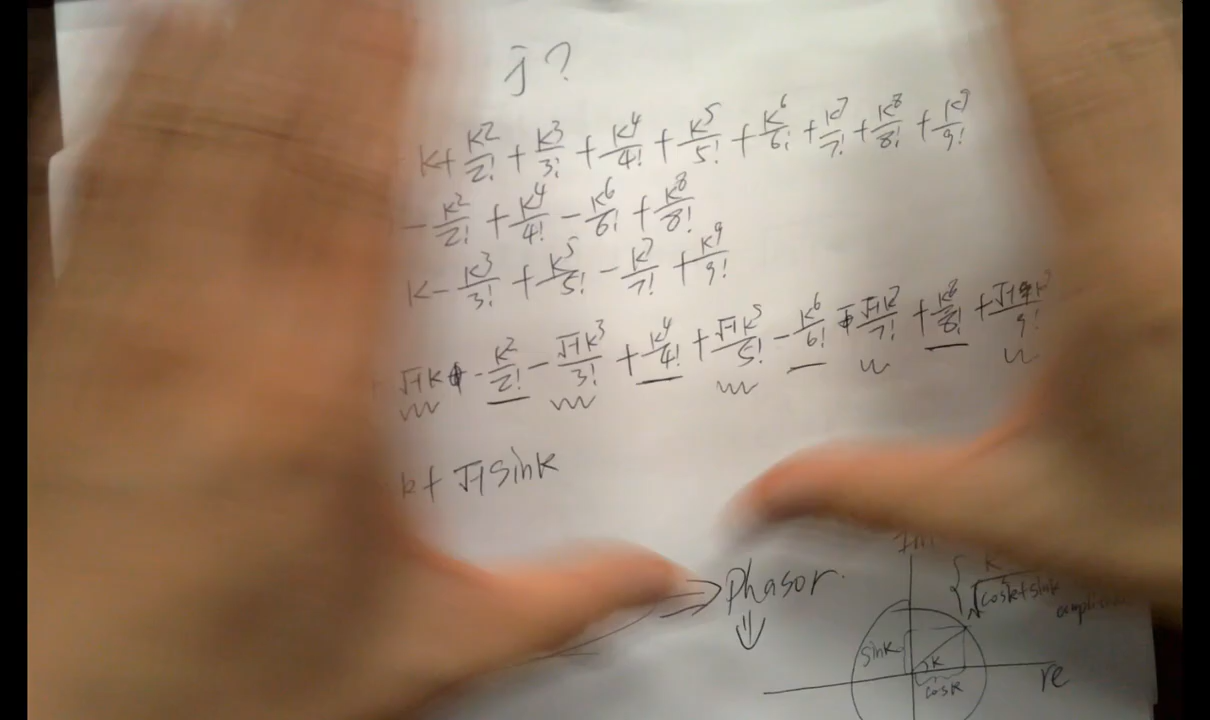 j?
k+k²/2!+k³/3!+k⁴/4!+k⁵/5!+k⁶/6!+k⁷/7!+k⁸/8!+k⁹/9!
-k²/2!+k⁴/4!-k⁶/6!+k⁸/8!
k-k³/3!+k⁵/5!-k⁷/7!+k⁹/9!
√-1k-k²/2!-√-1k³/3!+k⁴/4!+√-1k⁵/5!-k⁶/6! √-1k⁷/7!+k⁸/8!+√-1k⁹/9!
k+√-1sink
⇒Phasor.
⇓
Im
k
√cos²k+sin²k
sink
k
cosk
re